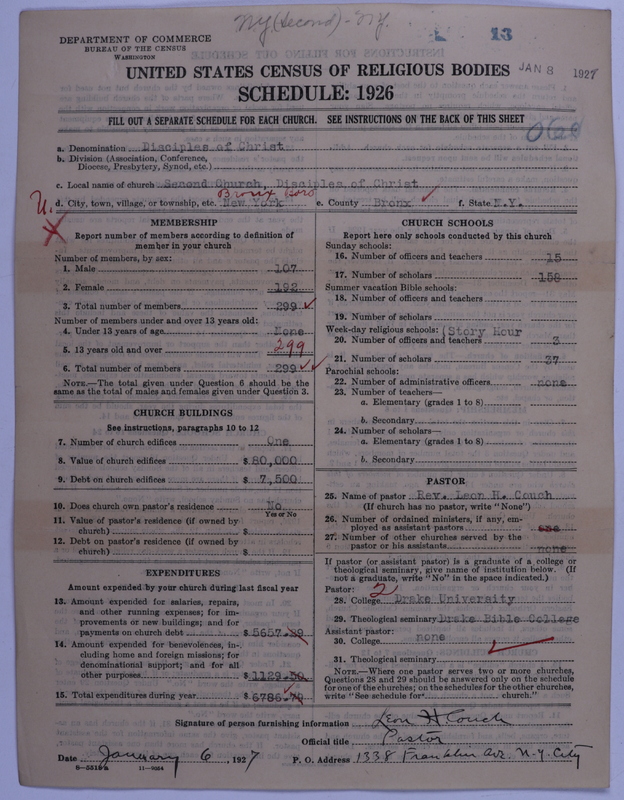 NY (Second) - NY.
13
DEPARTMENT OF COMMERCE
BUREAU OF THE CENSUS
WASHINGTON
UNITED STATES CENSUS OF RELIGIOUS BODIES
JAN 8 1927
SCHEDULE: 1926
FILL OUT A SEPARATE SCHEDULE FOR EACH CHURCH. SEE INSTRUCTIONS ON THE BACK OF THIS SHEET
a. Denomination Disciples of Christ
b. Division (Association, Conference,
Diocese, Presbytery, Synod, etc.)
c. Local name of church Second Church, Disciples of Christ
Bronx Boro
U. d. City, town, village, or township, etc. New York e. County Bronx f. State N.Y.
MEMBERSHIP
Report number of members according to definition of
member in your church
Number of members, by sex:
1. Male 107
2. Female 192
3. Total number of members 299
Number of members under and over 13 years old:
4. Under 13 years of age None
5. 13 years old and over 299
6. Total number of members 299
NOTE.—The total given under Question 6 should be the
same as the total of males and females given under Question 3.
CHURCH BUILDINGS
See instructions, paragraphs 10 to 12
7. Number of church edifices One
8. Value of church edifices $ 80,000
9. Debt on church edifices $ 7,500
10. Does church own pastor's residence No
Yes or No
11. Value of pastor's residence (if owned by
church) $
12. Debt on pastor's residence (if owned by
church) $
EXPENDITURES
Amount expended by your church during last fiscal year
13. Amount expended for salaries, repairs,
and other running expenses; for im-
provements or new buildings; and for
payments on church debt $ 5657.
14. Amount expended for benevolences, in-
cluding home and foreign missions; for
denominational support; and for all
other purposes $ 1129.
15. Total expenditures during year $ 6786.
CHURCH SCHOOLS
Report here only schools conducted by this church
Sunday schools:
16. Number of officers and teachers 15
17. Number of scholars 158
Summer vacation Bible schools:
18. Number of officers and teachers
19. Number of scholars
Week-day religious schools: (Story Hour
20. Number of officers and teachers 3
21. Number of scholars 37
Parochial schools:
22. Number of administrative officers none
23. Number of teachers—
a. Elementary (grades 1 to 8)
b. Secondary
24. Number of scholars—
a. Elementary (grades 1 to 8)
b. Secondary
PASTOR
25. Name of pastor Rev. Leon H. Couch
(If church has no pastor, write "None")
26. Number of ordained ministers, if any, em-
ployed as assistant pastors one
27. Number of other churches served by the
pastor or his assistants none
If pastor (or assistant pastor) is a graduate of a college or
theological seminary, give name of institution below. (If
not a graduate, write "No" in the space indicated.)
Pastor: 2
28. College Drake University
29. Theological seminary Drake Bible College
Assistant pastor:
30. College none
31. Theological seminary
NOTE.—Where one pastor serves two or more churches,
Questions 28 and 29 should be answered only on the schedule
for one of the churches; on the schedules for the other churches,
write "See schedule for church."
Signature of person furnishing information Leon H Couch
Official title Pastor
Date January 6, 1927 P. O. Address 1338 Franklin Ave. N.Y. City
8—5518a 11—9264